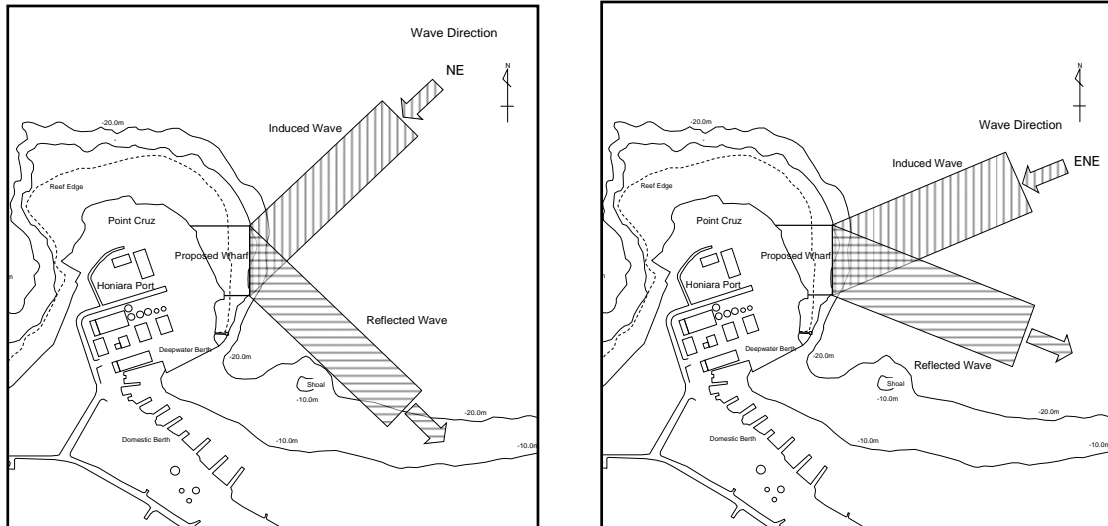 Wave Direction
NE
N
-20.0m
Induced Wave
Reef Edge
Point Cruz
Proposed Wharf
Honiara Port
Reflected Wave
Deepwater Berth
-20.0m
Shoal
-10.0m
-20.0m
-10.0m
-10.0m
Domestic Berth
N
Wave Direction
-20.0m
Induced Wave
ENE
Reef Edge
Point Cruz
Proposed Wharf
m
Honiara Port
Deepwater Berth
-20.0m
Reflected Wave
Shoal
-10.0m
-20.0m
-10.0m
-10.0m
Domestic Berth